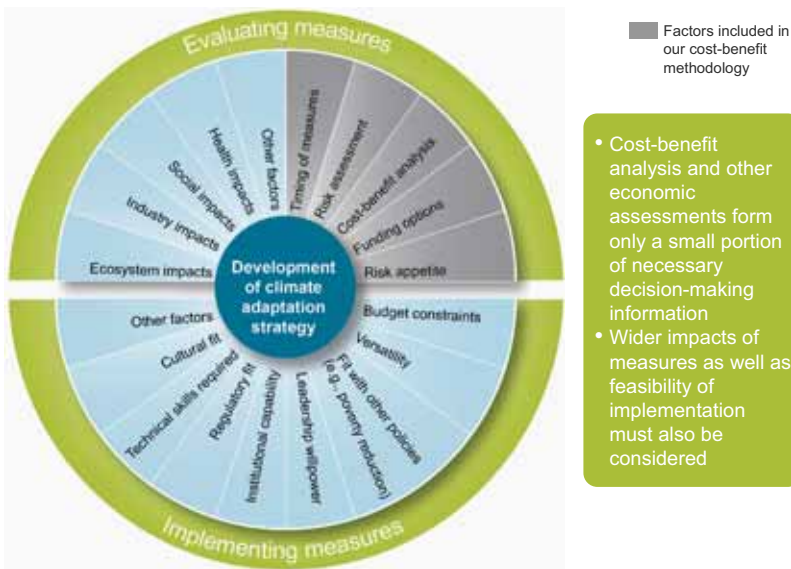 Evaluating measures
Ecosystem impacts
Industry impacts
Social impacts
Health impacts
Other factors
Timing of measures
Risk assessment
Cost-benefit analysis
Funding options
Risk appetite
Development
of climate
adaptation
strategy
Budget constraints
Versatility
Fit with other policies
(e.g., poverty reduction)
Leadership willpower
Institutional capability
Regulatory fit
Technical skills required
Cultural fit
Other factors
Implementing measures
Factors included in
our cost-benefit
methodology
• Cost-benefit
analysis and other
economic
assessments form
only a small portion
of necessary
decision-making
information
• Wider impacts of
measures as well as
feasibility of
implementation
must also be
considered